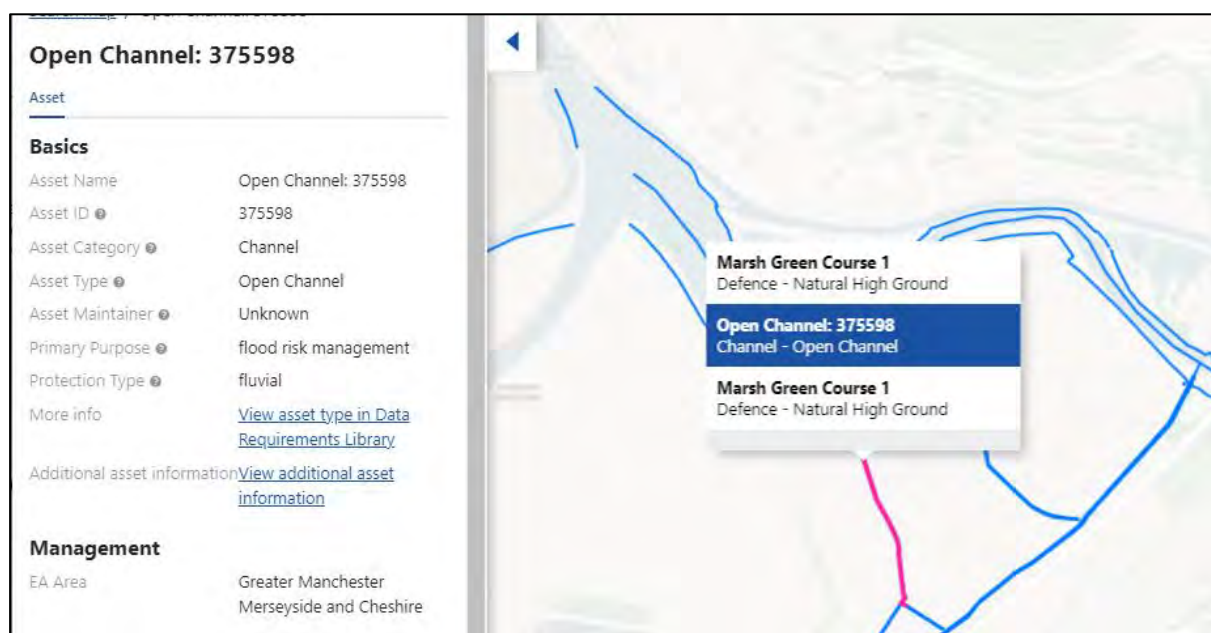 Open Channel: 375598
Asset
Basics
Asset Name Open Channel: 375598
Asset ID 375598
Asset Category Channel
Asset Type Open Channel
Asset Maintainer Unknown
Primary Purpose flood risk management
Protection Type fluvial
More info View asset type in Data
Requirements Library
Additional asset information View additional asset
information
Management
EA Area Greater Manchester
Merseyside and Cheshire
Marsh Green Course 1
Defence - Natural High Ground
Open Channel: 375598
Channel - Open Channel
Marsh Green Course 1
Defence - Natural High Ground